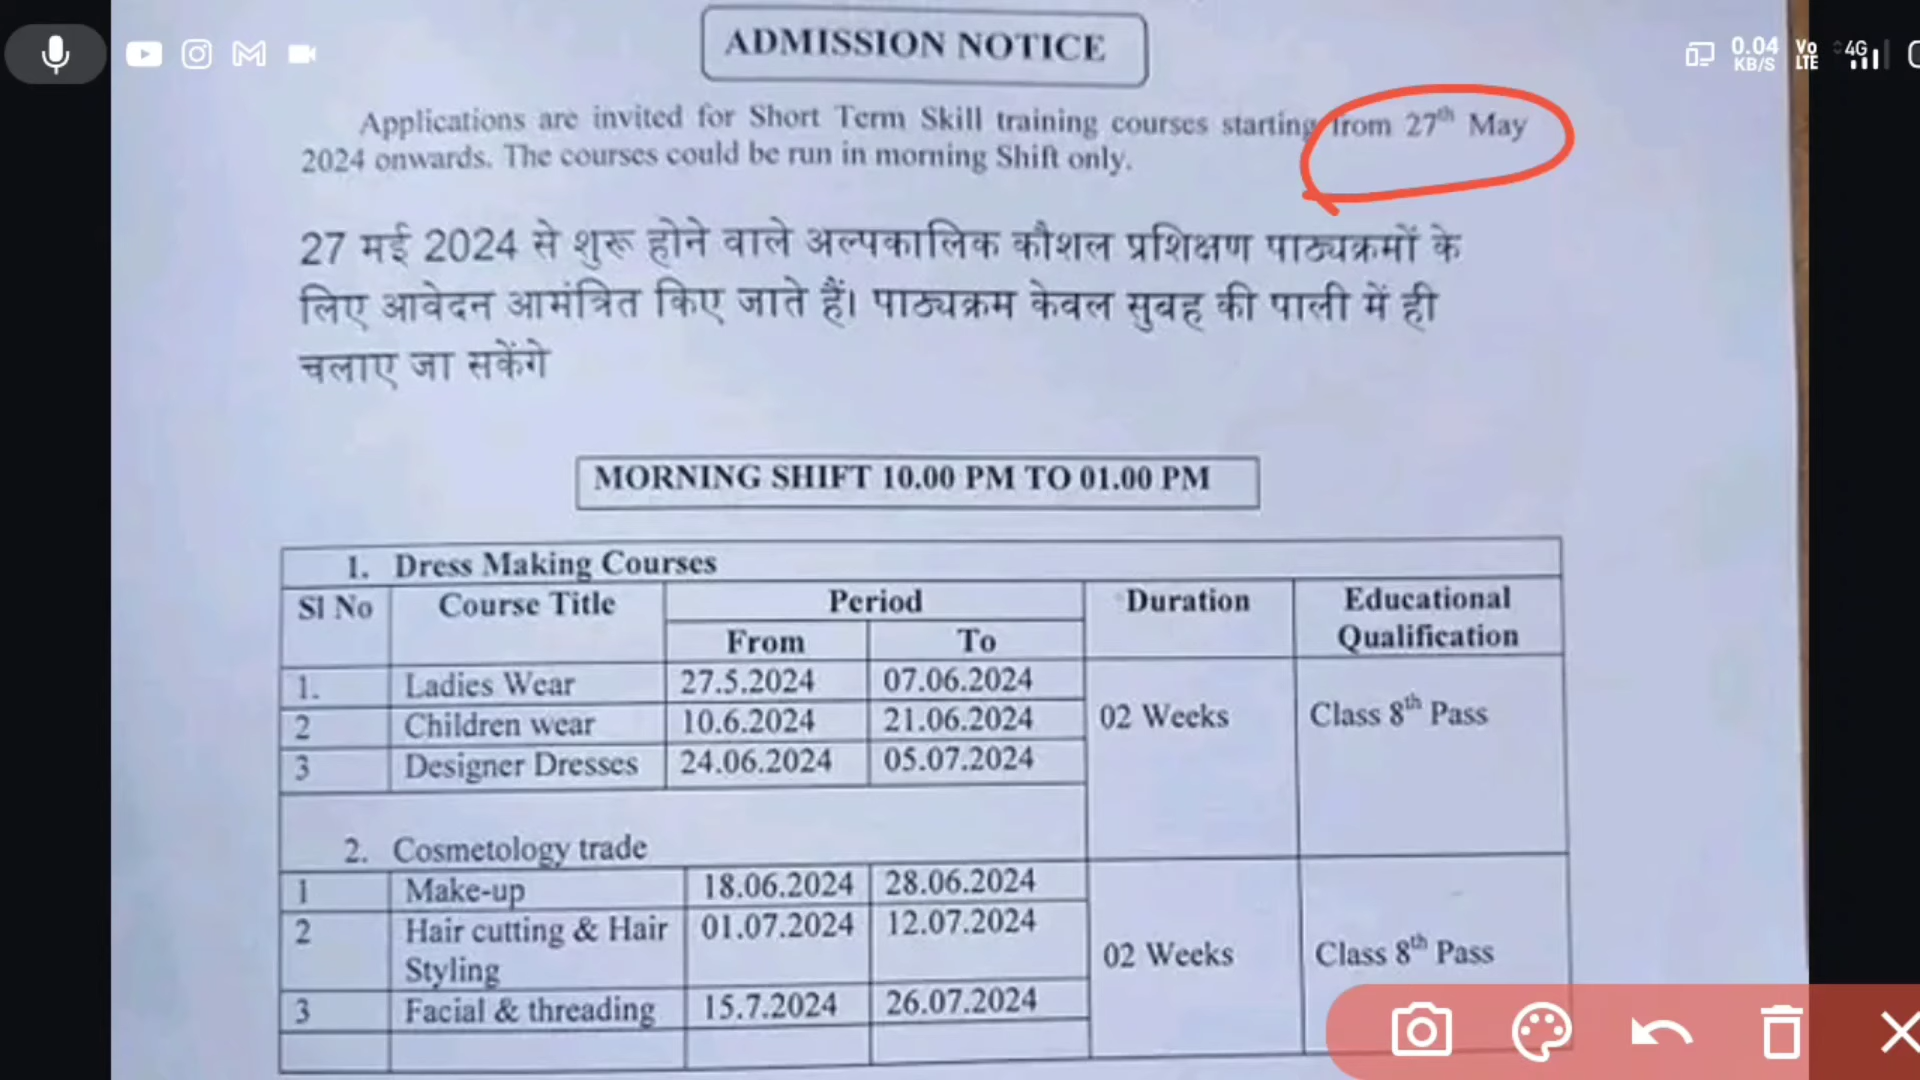 0.04
KB/S
Vo
LTE
4G
ADMISSION NOTICE
Applications are invited for Short Term Skill training courses starting from 27th May
2024 onwards. The courses could be run in morning Shift only.
27 मई 2024 से शुरू होने वाले अल्पकालिक कौशल प्रशिक्षण पाठ्यक्रमों के
लिए आवेदन आमंत्रित किए जाते हैं। पाठ्यक्रम केवल सुबह की पाली में ही
चलाए जा सकेंगे
MORNING SHIFT 10.00 PM TO 01.00 PM
1. Dress Making Courses
Sl No Course Title Period Duration Educational Qualification
From To
1. Ladies Wear 27.5.2024 07.06.2024
2 Children wear 10.6.2024 21.06.2024 02 Weeks Class 8th Pass
3 Designer Dresses 24.06.2024 05.07.2024
2. Cosmetology trade
1 Make-up 18.06.2024 28.06.2024
2 Hair cutting & Hair Styling 01.07.2024 12.07.2024 02 Weeks Class 8th Pass
3 Facial & threading 15.7.2024 26.07.2024